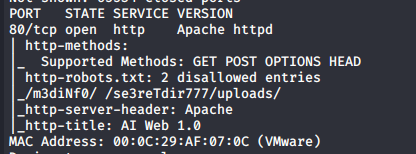 PORT   STATE SERVICE VERSION
80/tcp open  http    Apache httpd
| http-methods:
|_  Supported Methods: GET POST OPTIONS HEAD
| http-robots.txt: 2 disallowed entries
|_/m3diNf0/ /se3reTdir777/uploads/
|_http-server-header: Apache
|_http-title: AI Web 1.0
MAC Address: 00:0C:29:AF:07:0C (VMware)